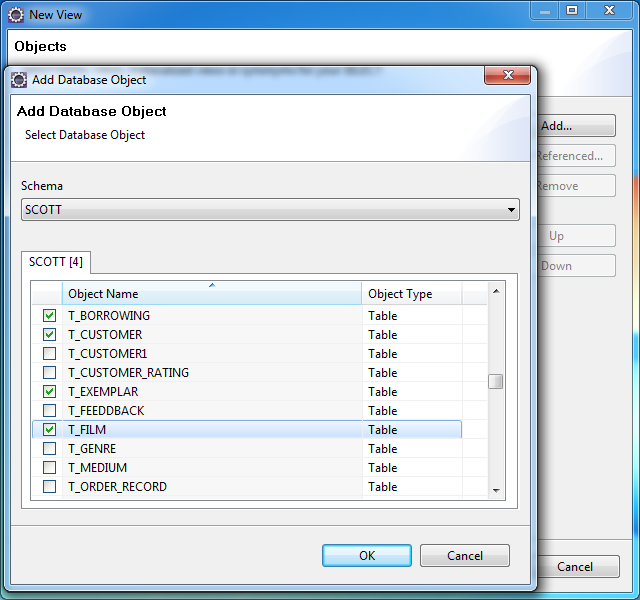 New View
Objects
Add Database Object
Add Database Object
Select Database Object
Schema
SCOTT
SCOTT [4]
Object Name Object Type
T_BORROWING Table
T_CUSTOMER Table
T_CUSTOMER1 Table
T_CUSTOMER_RATING Table
T_EXEMPLAR Table
T_FEEDDBACK Table
T_FILM Table
T_GENRE Table
T_MEDIUM Table
T_ORDER_RECORD Table
OK Cancel
Add...
Referenced...
Remove
Up
Down
Cancel